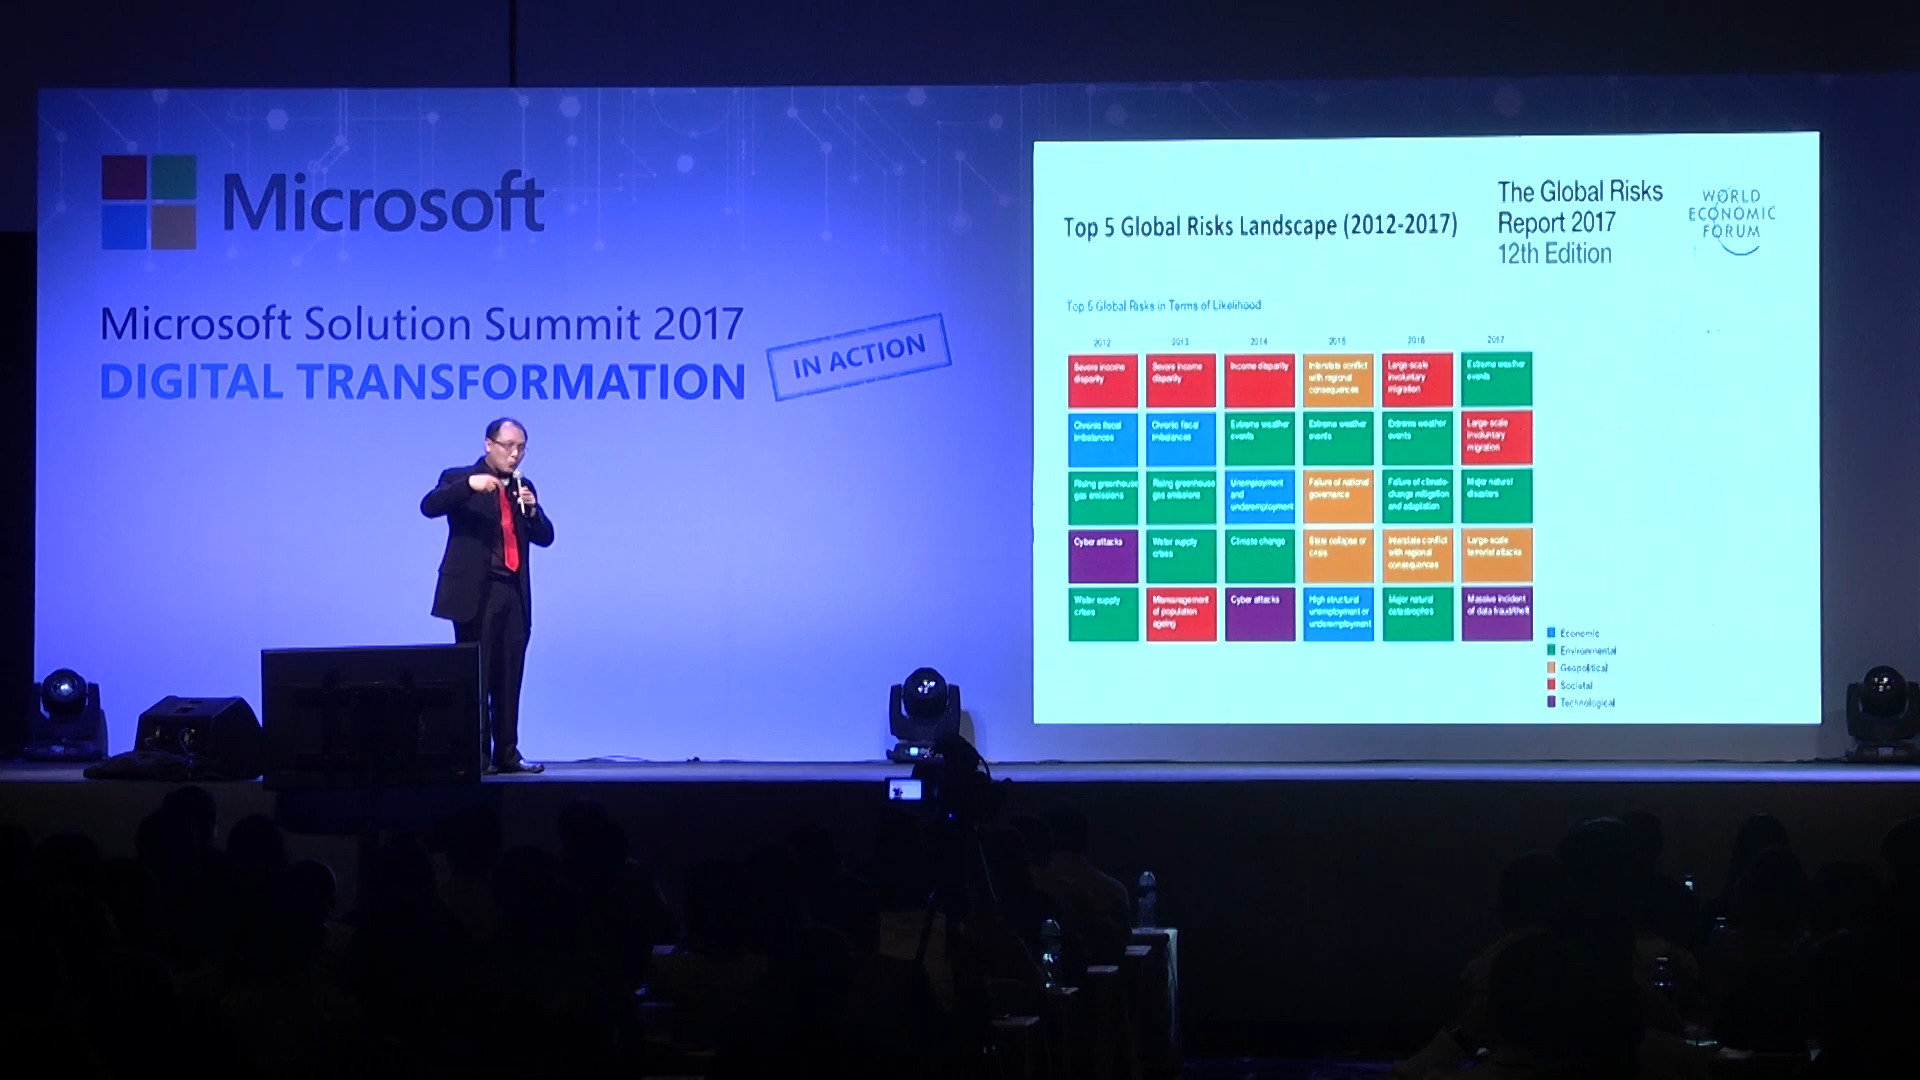 Microsoft
Microsoft Solution Summit 2017
DIGITAL TRANSFORMATION
IN ACTION
Top 5 Global Risks Landscape (2012-2017)
The Global Risks
Report 2017
12th Edition
WORLD
ECONOMIC
FORUM
Top 5 Global Risks in Terms of Likelihood
2012 2013 2014 2015 2016 2017
Severe income
disparity
Severe income
disparity
Income disparity
Interstate conflict
with regional
consequences
Large-scale
involuntary
migration
Extreme weather
events
Chronic fiscal
imbalances
Chronic fiscal
imbalances
Extreme weather
events
Extreme weather
events
Extreme weather
events
Large-scale
involuntary
migration
Rising greenhouse
gas emissions
Rising greenhouse
gas emissions
Unemployment
and
underemployment
Failure of national
governance
Failure of climate-
change mitigation
and adaptation
Major natural
disasters
Cyber attacks
Water supply
crises
Climate change
State collapse or
crisis
Interstate conflict
with regional
consequences
Large-scale
terrorist attacks
Water supply
crises
Mismanagement
of population
ageing
Cyber attacks
High structural
unemployment or
underemployment
Major natural
catastrophes
Massive incident
of data fraud/theft
Economic
Environmental
Geopolitical
Societal
Technological